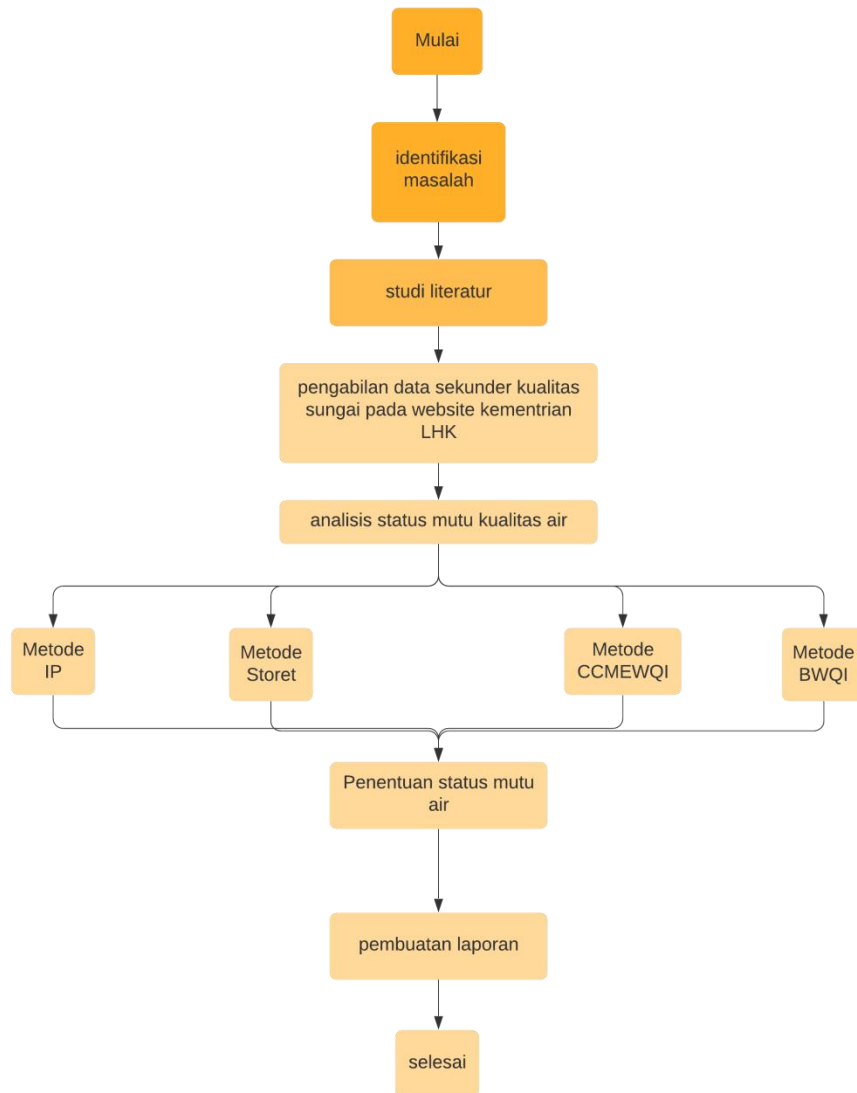 Mulai
identifikasi
masalah
studi literatur
pengabilan data sekunder kualitas
sungai pada website kementrian
LHK
analisis status mutu kualitas air
Metode
IP
Metode
Storet
Metode
CCMEWQI
Metode
BWQI
Penentuan status mutu
air
pembuatan laporan
selesai